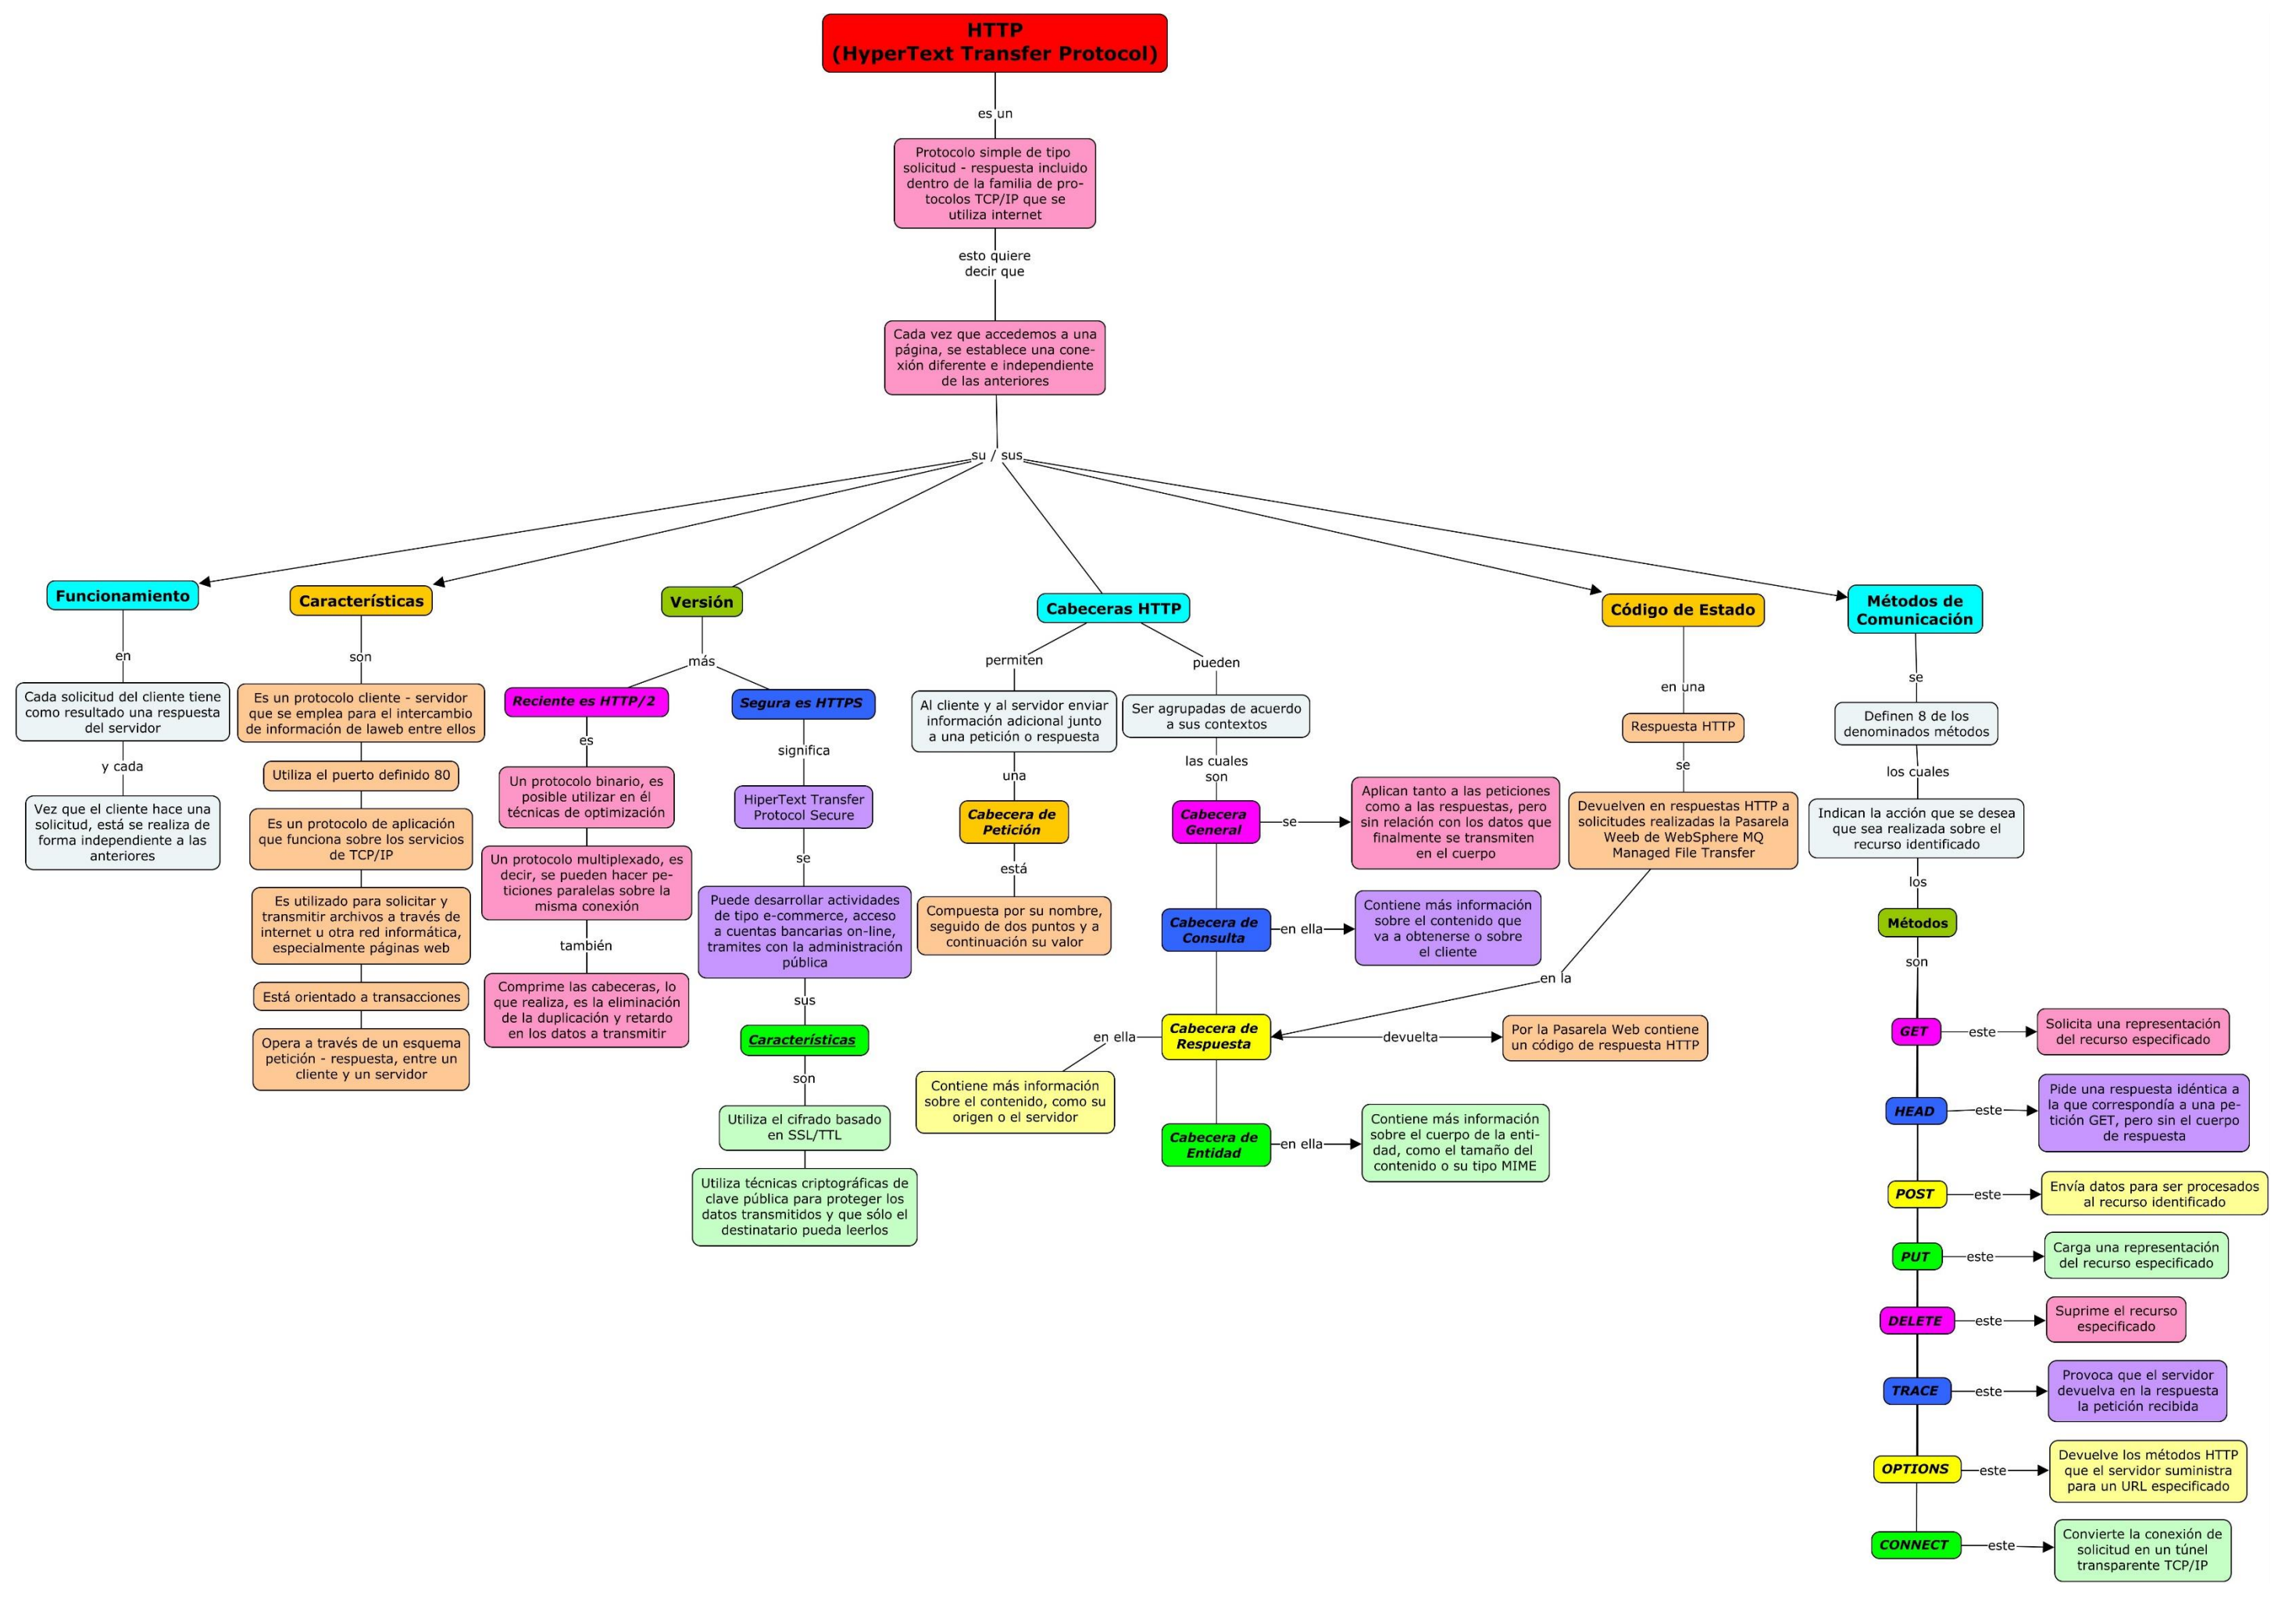 HTTP
(HyperText Transfer Protocol)
es un
Protocolo simple de tipo
solicitud - respuesta incluido
dentro de la familia de pro-
tocolos TCP/IP que se
utiliza internet
esto quiere
decir que
Cada vez que accedemos a una
página, se establece una cone-
xión diferente e independiente
de las anteriores
su / sus
Funcionamiento
en
Cada solicitud del cliente tiene
como resultado una respuesta
del servidor
y cada
Vez que el cliente hace una
solicitud, está se realiza de
forma independiente a las
anteriores
Características
son
Es un protocolo cliente - servidor
que se emplea para el intercambio
de información de laweb entre ellos
Utiliza el puerto definido 80
Es un protocolo de aplicación
que funciona sobre los servicios
de TCP/IP
Es utilizado para solicitar y
transmitir archivos a través de
internet u otra red informática,
especialmente páginas web
Está orientado a transacciones
Opera a través de un esquema
petición - respuesta, entre un
cliente y un servidor
Versión
más
Reciente es HTTP/2
es
Un protocolo binario, es
posible utilizar en él
técnicas de optimización
Un protocolo multiplexado, es
decir, se pueden hacer pe-
ticiones paralelas sobre la
misma conexión
también
Comprime las cabeceras, lo
que realiza, es la eliminación
de la duplicación y retardo
en los datos a transmitir
Segura es HTTPS
significa
HiperText Transfer
Protocol Secure
se
Puede desarrollar actividades
de tipo e-commerce, acceso
a cuentas bancarias on-line,
tramites con la administración
pública
sus
Características
son
Utiliza el cifrado basado
en SSL/TTL
Utiliza técnicas criptográficas de
clave pública para proteger los
datos transmitidos y que sólo el
destinatario pueda leerlos
Cabeceras HTTP
permiten
Al cliente y al servidor enviar
información adicional junto
a una petición o respuesta
una
Cabecera de
Petición
está
Compuesta por su nombre,
seguido de dos puntos y a
continuación su valor
pueden
Ser agrupadas de acuerdo
a sus contextos
las cuales
son
Cabecera
General
se
Aplican tanto a las peticiones
como a las respuestas, pero
sin relación con los datos que
finalmente se transmiten
en el cuerpo
Cabecera de
Consulta
en ella
Contiene más información
sobre el contenido que
va a obtenerse o sobre
el cliente
Cabecera de
Respuesta
en ella
Contiene más información
sobre el contenido, como su
origen o el servidor
devuelta
Por la Pasarela Web contiene
un código de respuesta HTTP
Cabecera de
Entidad
en ella
Contiene más información
sobre el cuerpo de la enti-
dad, como el tamaño del
contenido o su tipo MIME
Código de Estado
en una
Respuesta HTTP
se
Devuelven en respuestas HTTP a
solicitudes realizadas la Pasarela
Weeb de WebSphere MQ
Managed File Transfer
en la
Métodos de
Comunicación
se
Definen 8 de los
denominados métodos
los cuales
Indican la acción que se desea
que sea realizada sobre el
recurso identificado
los
Métodos
son
GET
este
Solicita una representación
del recurso especificado
HEAD
este
Pide una respuesta idéntica a
la que correspondía a una pe-
tición GET, pero sin el cuerpo
de respuesta
POST
este
Envía datos para ser procesados
al recurso identificado
PUT
este
Carga una representación
del recurso especificado
DELETE
este
Suprime el recurso
especificado
TRACE
este
Provoca que el servidor
devuelva en la respuesta
la petición recibida
OPTIONS
este
Devuelve los métodos HTTP
que el servidor suministra
para un URL especificado
CONNECT
este
Convierte la conexión de
solicitud en un túnel
transparente TCP/IP